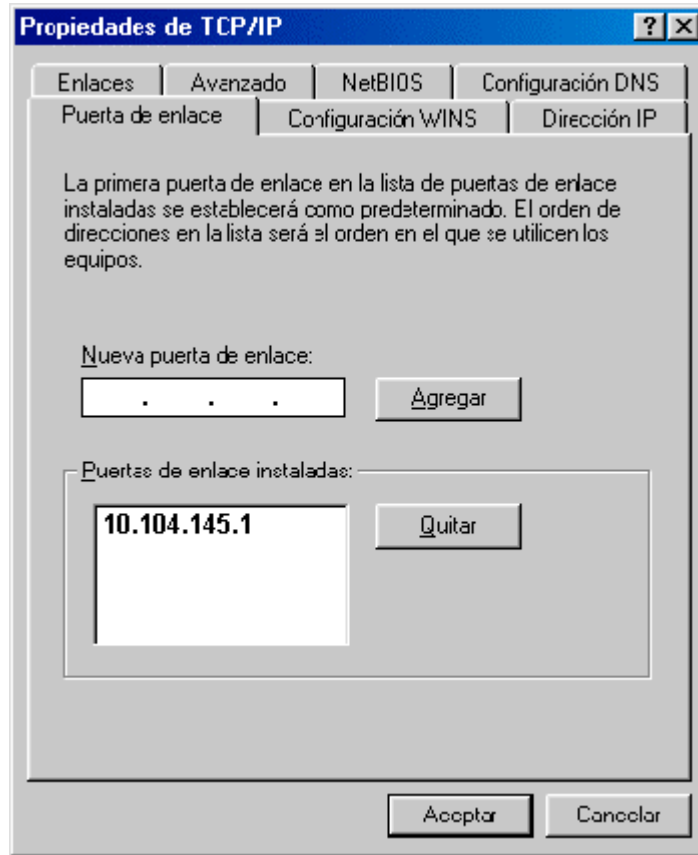 Propiedades de TCP/IP
Enlaces Avanzado NetBIOS Configuración DNS
Puerta de enlace Configuración WINS Dirección IP
La primera puerta de enlace en la lista de puertas de enlace
instaladas se establecerá como predeterminado. El orden de
direcciones en la lista será el orden en el que se utilicen los
equipos.
Nueva puerta de enlace:
. . .
Agregar
Puertas de enlace instaladas:
10.104.145.1
Quitar
Aceptar Cancelar